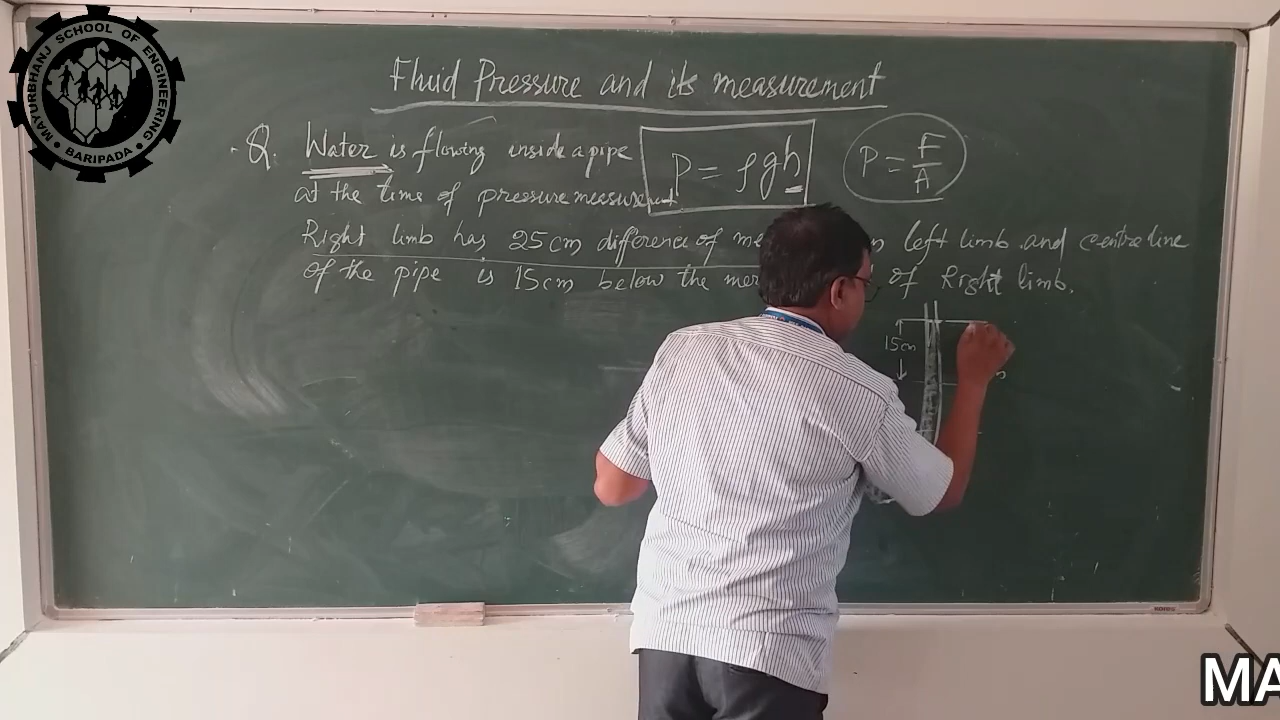 MAYURBHANJ SCHOOL OF ENGINEERING
• BARIPADA •
Fluid Pressure and its measurement
Q. Water is flowing inside a pipe
at the time of pressure measurement
P = ρgh
P = F/A
Right limb has 25cm difference of left limb and centre line
of the pipe is 15cm below the of Right limb.
15cm
MA